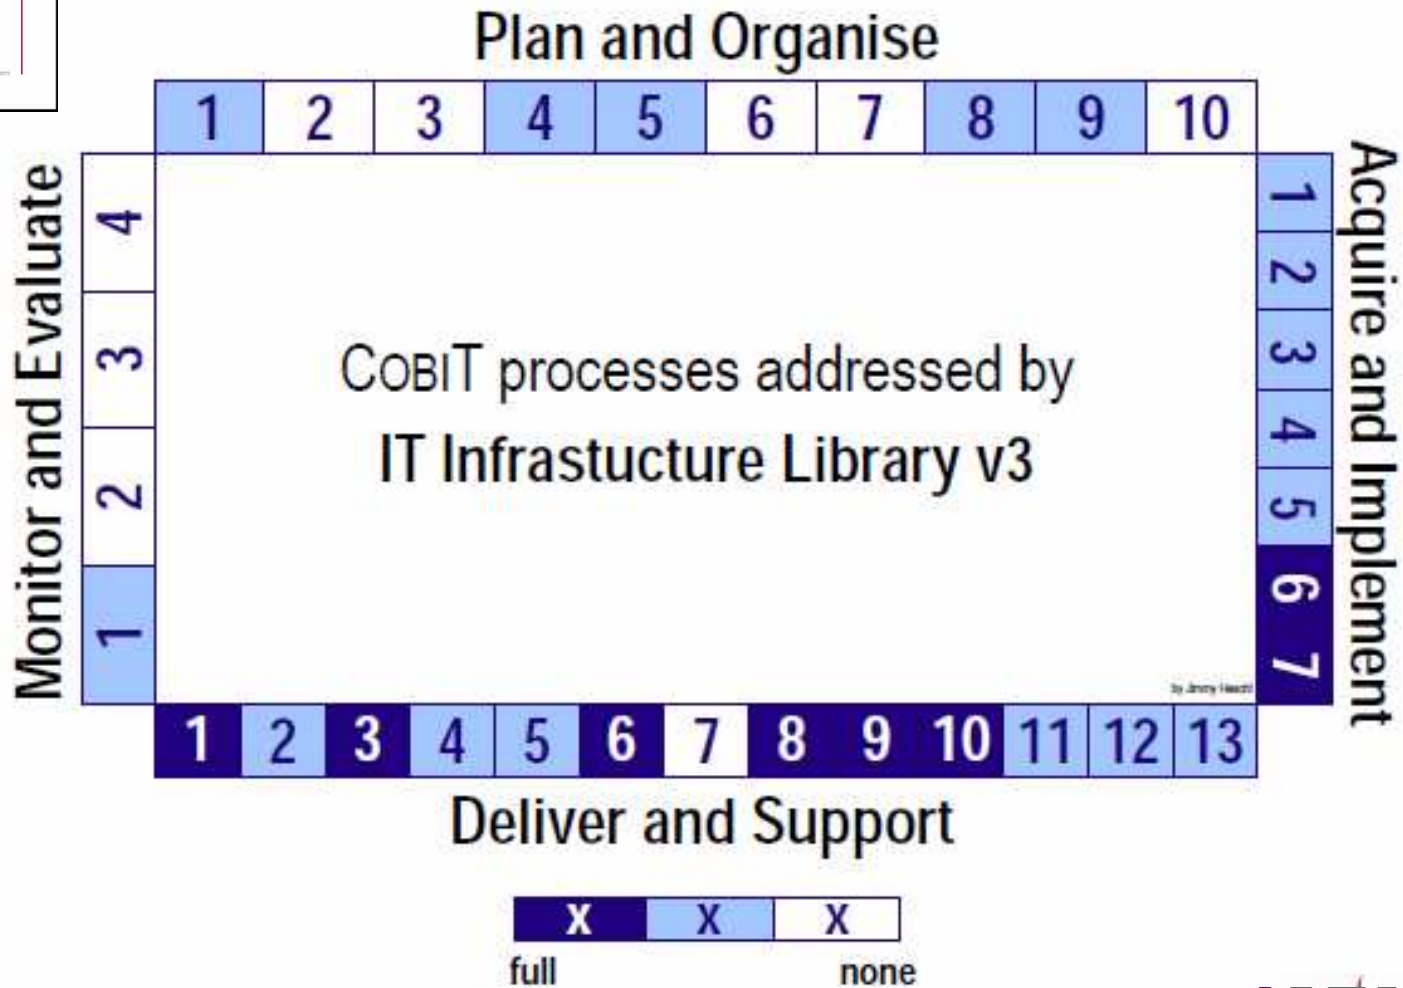 Plan and Organise
1 2 3 4 5 6 7 8 9 10
Monitor and Evaluate
4
3
2
1
COBIT processes addressed by
IT Infrastucture Library v3
by Jimmy
Acquire and Implement
1
2
3
4
5
6
7
1 2 3 4 5 6 7 8 9 10 11 12 13
Deliver and Support
X X X
full none